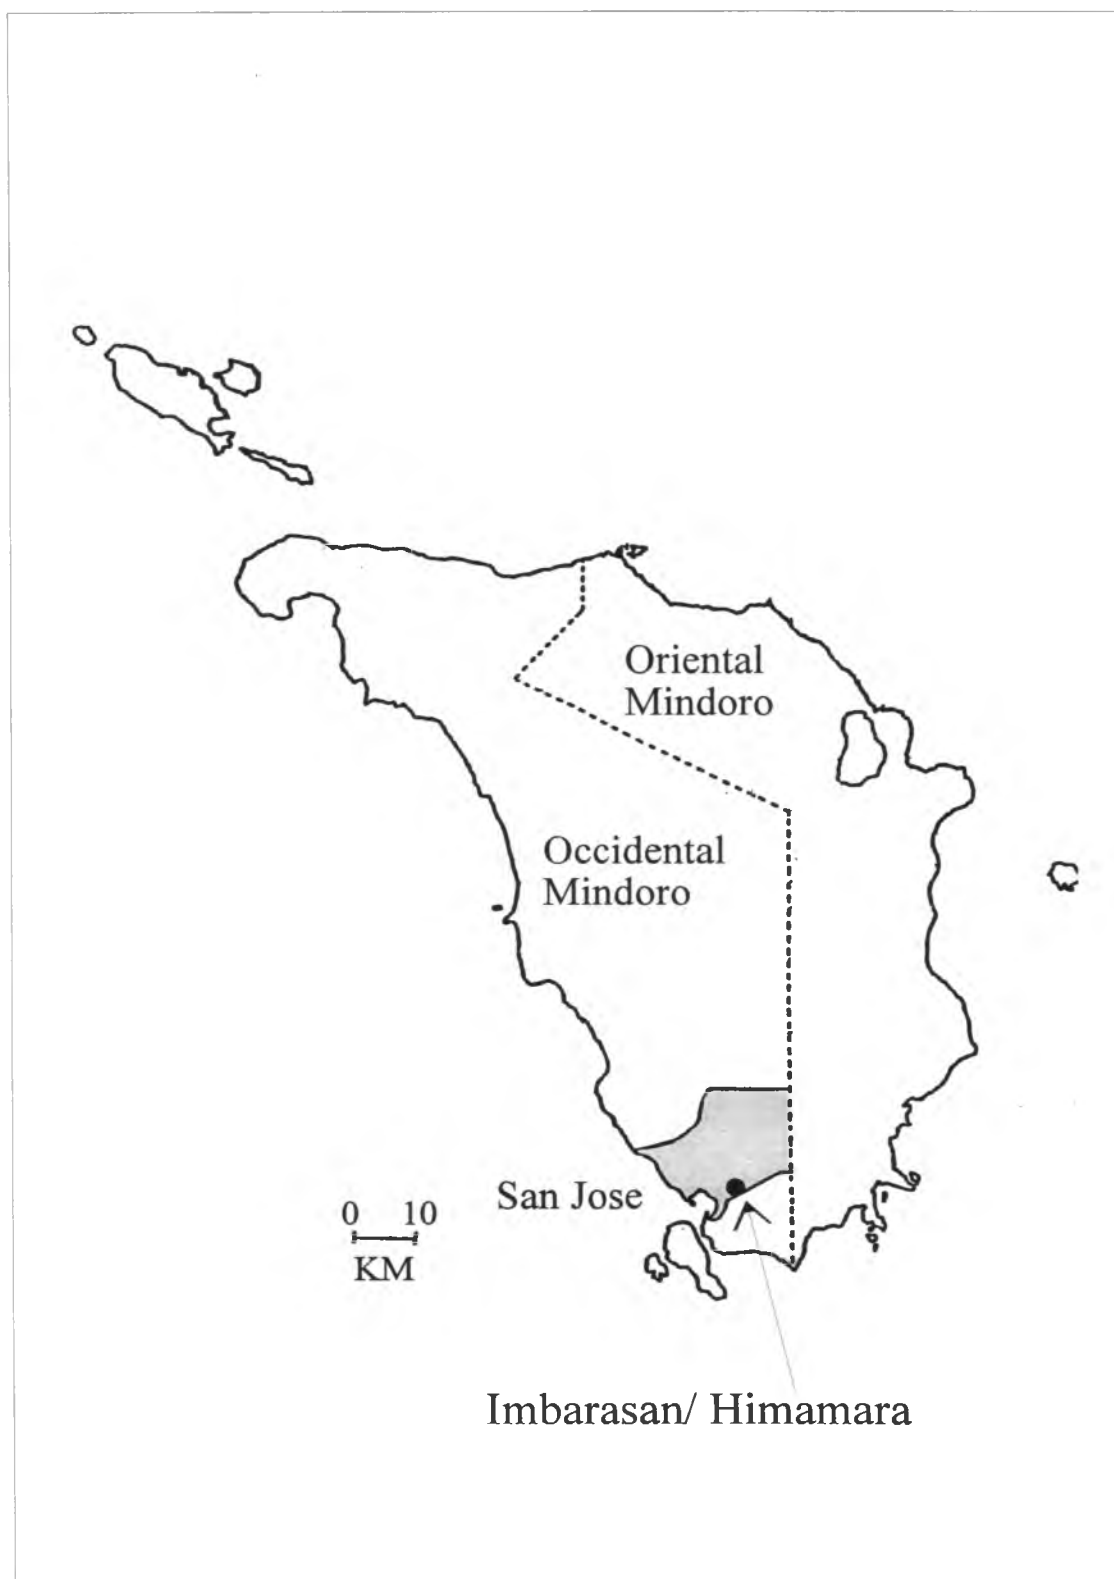 Oriental
Mindoro
Occidental
Mindoro
San Jose
0 10
KM
Imbarasan/ Himamara